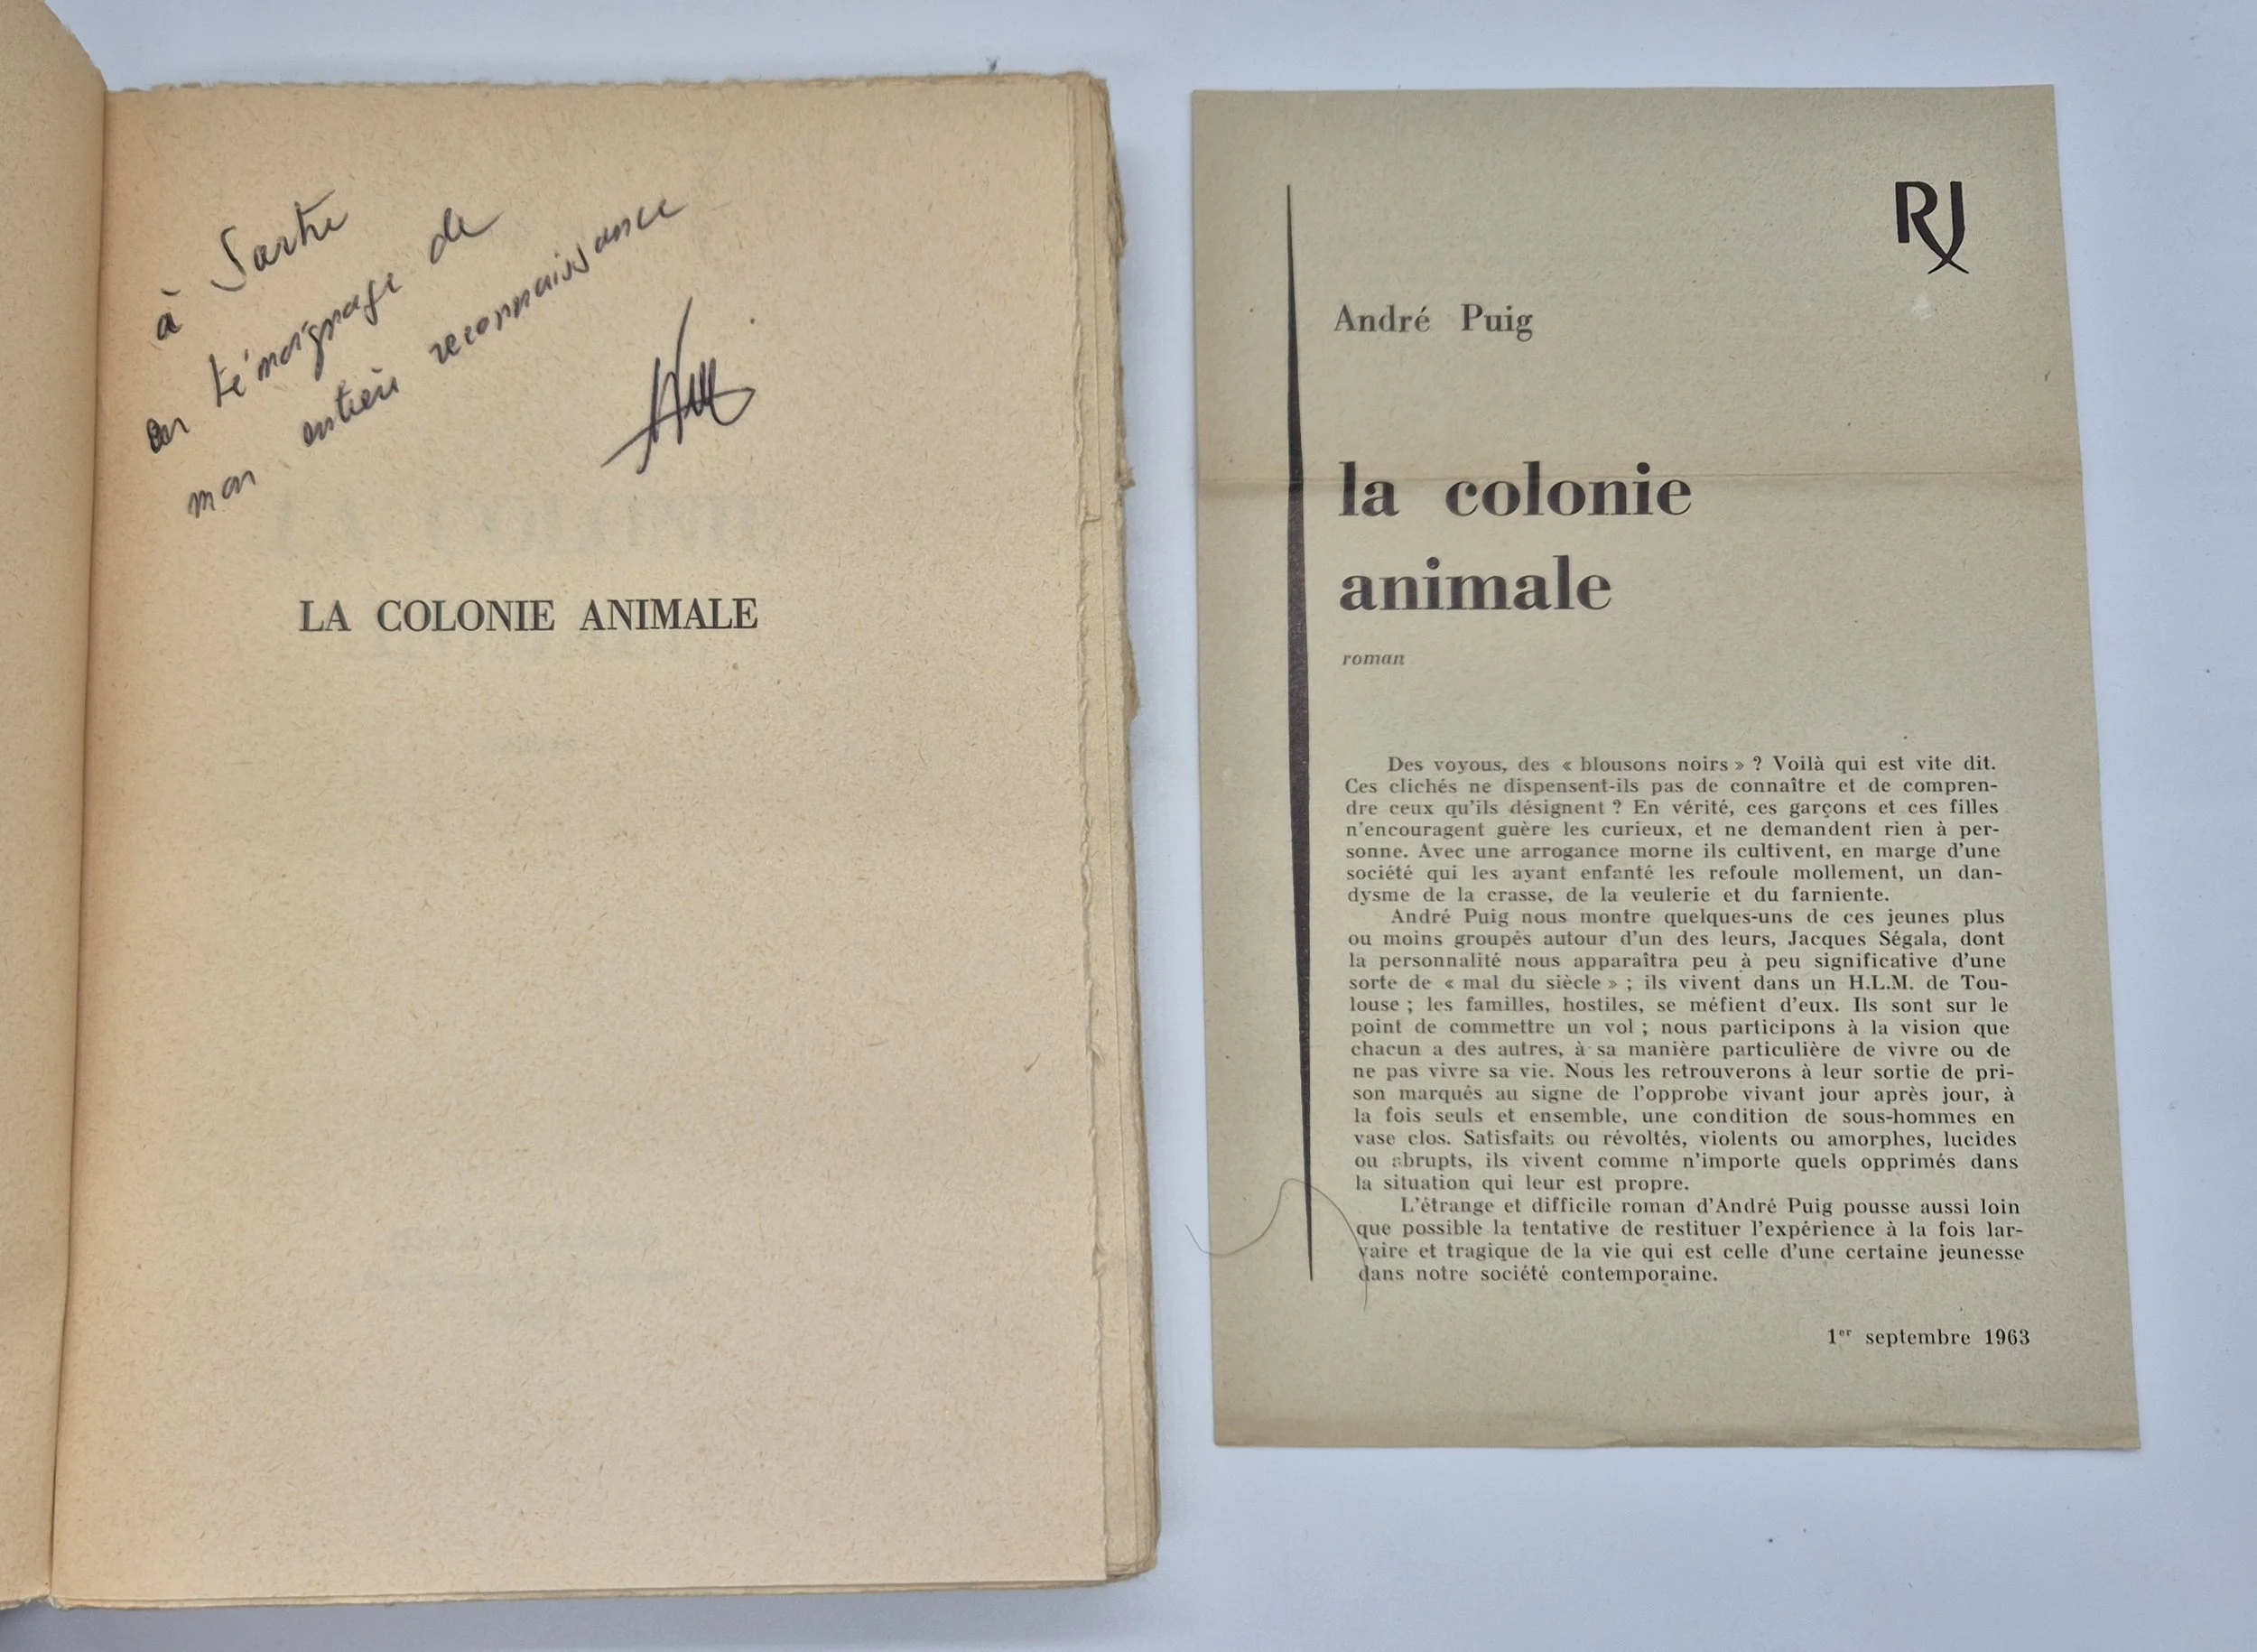 à Sartre
en témoignage de
mon entière reconnaissance
LA COLONIE ANIMALE
RJ
André Puig
la colonie
animale
roman
Des voyous, des « blousons noirs » ? Voilà qui est vite dit.
Ces clichés ne dispensent-ils pas de connaître et de compren-
dre ceux qu'ils désignent ? En vérité, ces garçons et ces filles
n'encouragent guère les curieux, et ne demandent rien à per-
sonne. Avec une arrogance morne ils cultivent, en marge d'une
société qui les ayant enfanté les refoule mollement, un dan-
dysme de la crasse, de la veulerie et du farniente.
André Puig nous montre quelques-uns de ces jeunes plus
ou moins groupés autour d'un des leurs, Jacques Ségala, dont
la personnalité nous apparaîtra peu à peu significative d'une
sorte de « mal du siècle » ; ils vivent dans un H.L.M. de Tou-
louse ; les familles, hostiles, se méfient d'eux. Ils sont sur le
point de commettre un vol ; nous participons à la vision que
chacun a des autres, à sa manière particulière de vivre ou de
ne pas vivre sa vie. Nous les retrouverons à leur sortie de pri-
son marqués au signe de l'opprobe vivant jour après jour, à
la fois seuls et ensemble, une condition de sous-hommes en
vase clos. Satisfaits ou révoltés, violents ou amorphes, lucides
ou abrupts, ils vivent comme n'importe quels opprimés dans
la situation qui leur est propre.
L'étrange et difficile roman d'André Puig pousse aussi loin
que possible la tentative de restituer l'expérience à la fois lar-
vaire et tragique de la vie qui est celle d'une certaine jeunesse
dans notre société contemporaine.
1er septembre 1963